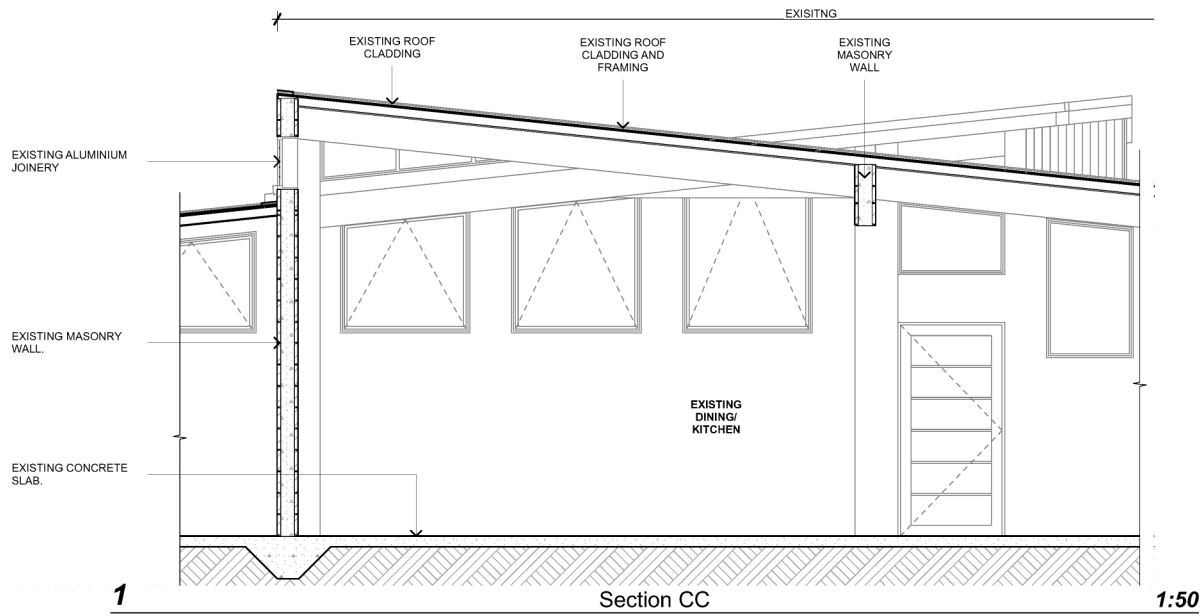 EXISITNG
EXISTING ROOF
CLADDING
EXISTING ROOF
CLADDING AND
FRAMING
EXISTING
MASONRY
WALL
EXISTING ALUMINIUM
JOINERY
EXISTING MASONRY
WALL.
EXISTING
DINING/
KITCHEN
EXISTING CONCRETE
SLAB.
1
Section CC
1:50